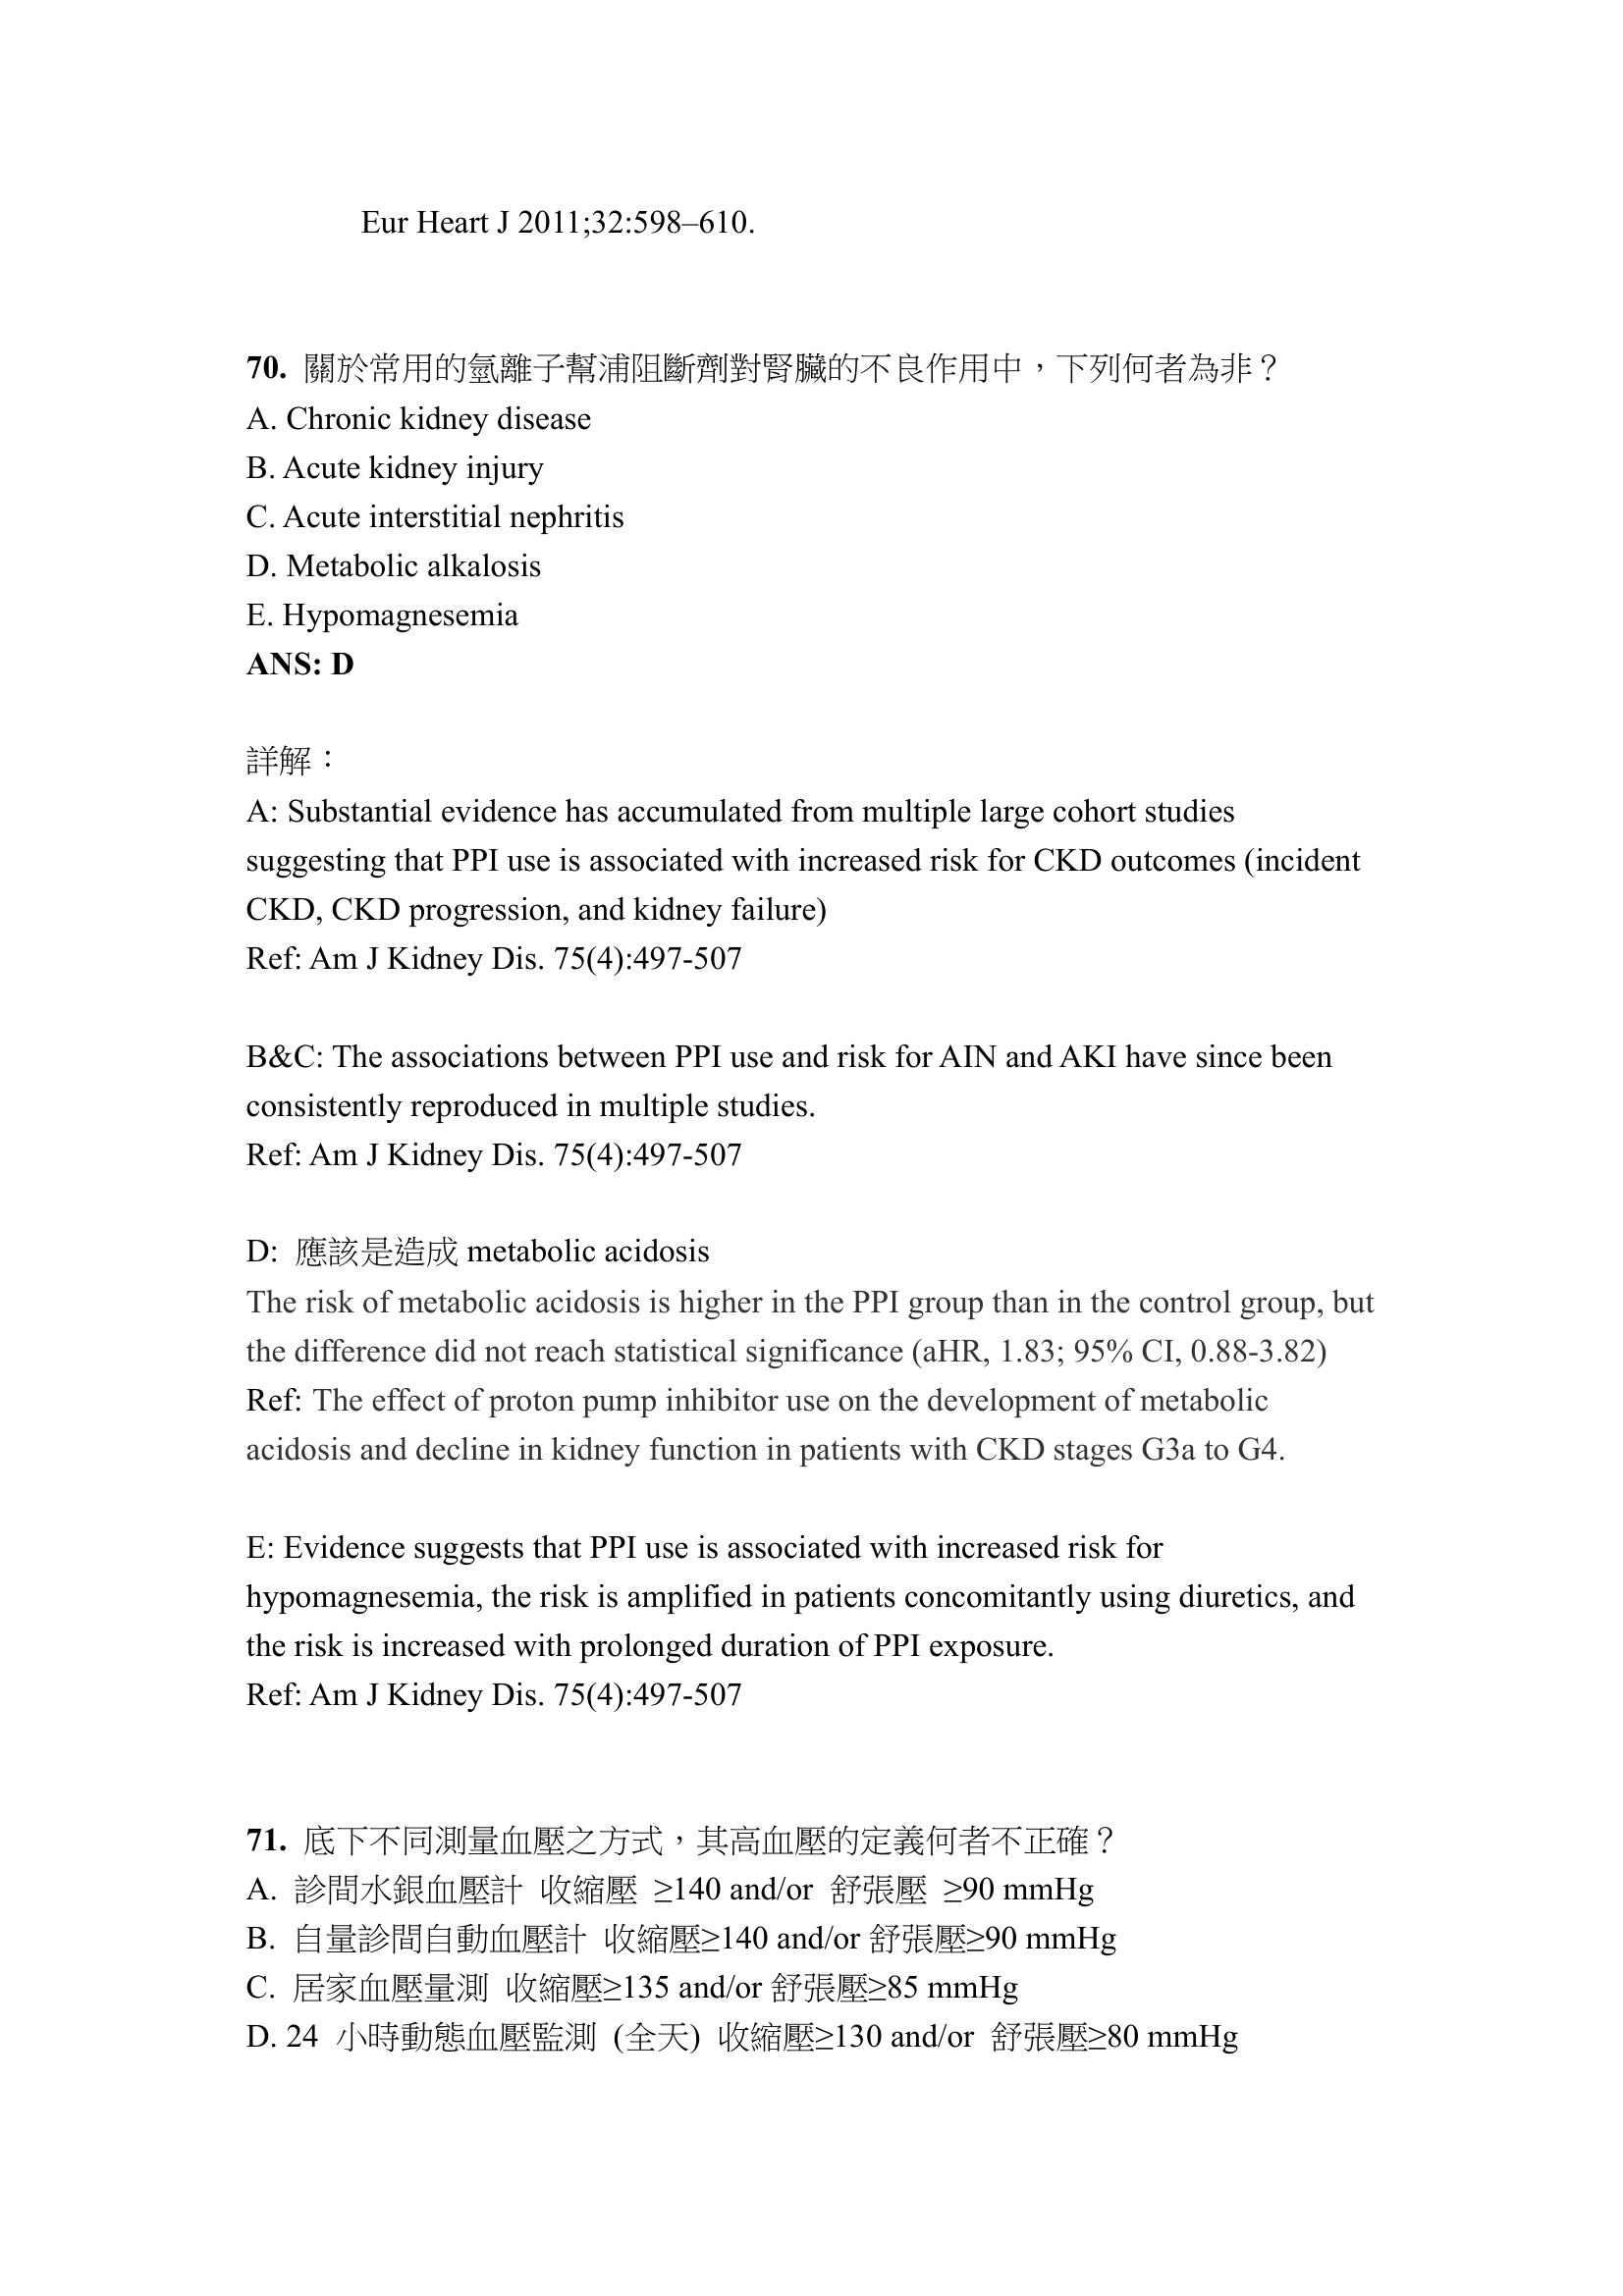 Eur Heart J 2011;32:598–610.
70. 關於常用的氫離子幫浦阻斷劑對腎臟的不良作用中，下列何者為非？
A. Chronic kidney disease
B. Acute kidney injury
C. Acute interstitial nephritis
D. Metabolic alkalosis
E. Hypomagnesemia
ANS: D
詳解：
A: Substantial evidence has accumulated from multiple large cohort studies
suggesting that PPI use is associated with increased risk for CKD outcomes (incident
CKD, CKD progression, and kidney failure)
Ref: Am J Kidney Dis. 75(4):497-507
B&C: The associations between PPI use and risk for AIN and AKI have since been
consistently reproduced in multiple studies.
Ref: Am J Kidney Dis. 75(4):497-507
D: 應該是造成 metabolic acidosis
The risk of metabolic acidosis is higher in the PPI group than in the control group, but
the difference did not reach statistical significance (aHR, 1.83; 95% CI, 0.88-3.82)
Ref: The effect of proton pump inhibitor use on the development of metabolic
acidosis and decline in kidney function in patients with CKD stages G3a to G4.
E: Evidence suggests that PPI use is associated with increased risk for
hypomagnesemia, the risk is amplified in patients concomitantly using diuretics, and
the risk is increased with prolonged duration of PPI exposure.
Ref: Am J Kidney Dis. 75(4):497-507
71. 底下不同測量血壓之方式，其高血壓的定義何者不正確？
A. 診間水銀血壓計 收縮壓 ≥140 and/or 舒張壓 ≥90 mmHg
B. 自量診間自動血壓計 收縮壓≥140 and/or 舒張壓≥90 mmHg
C. 居家血壓量測 收縮壓≥135 and/or 舒張壓≥85 mmHg
D. 24 小時動態血壓監測 (全天) 收縮壓≥130 and/or 舒張壓≥80 mmHg